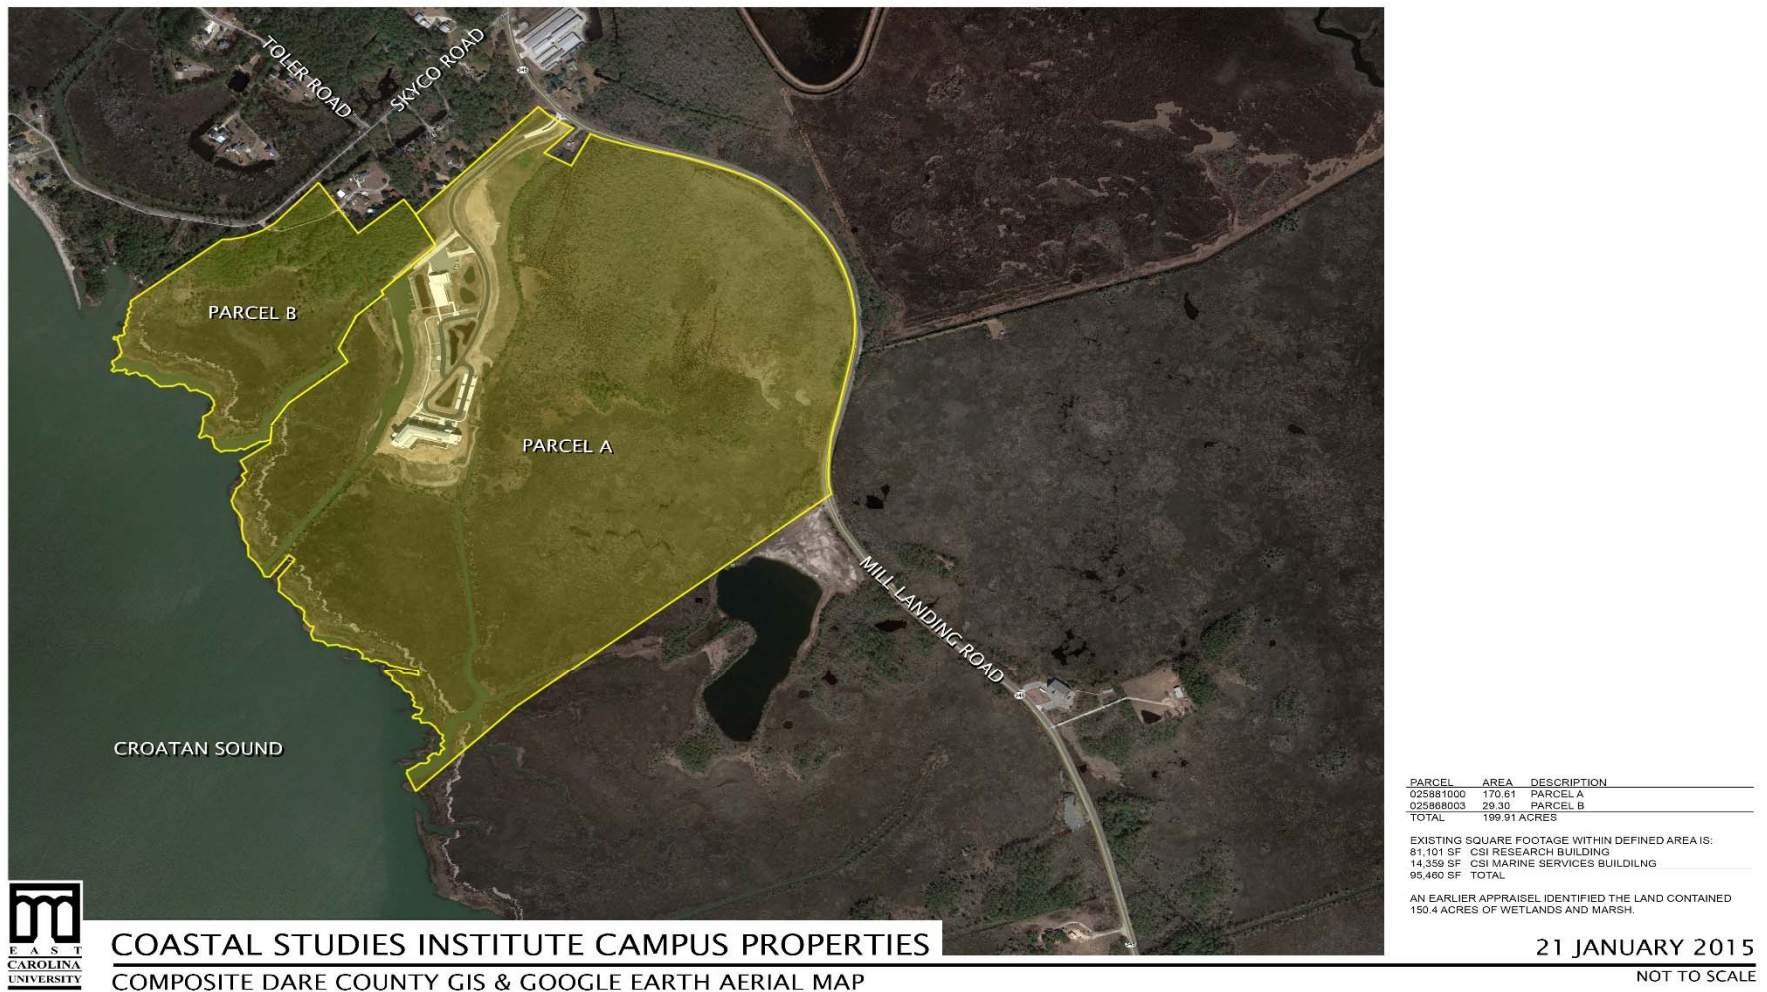 TOLER ROAD
SKYCO ROAD
PARCEL B
PARCEL A
MILL LANDING ROAD
CROATAN SOUND
PARCEL AREA DESCRIPTION
025881000 170.61 PARCEL A
025868003 29.30 PARCEL B
TOTAL 199.91 ACRES
EXISTING SQUARE FOOTAGE WITHIN DEFINED AREA IS:
81,101 SF CSI RESEARCH BUILDING
14,359 SF CSI MARINE SERVICES BUILDILNG
95,460 SF TOTAL
AN EARLIER APPRAISEL IDENTIFIED THE LAND CONTAINED
150.4 ACRES OF WETLANDS AND MARSH.
EAST
CAROLINA
UNIVERSITY
COASTAL STUDIES INSTITUTE CAMPUS PROPERTIES
COMPOSITE DARE COUNTY GIS & GOOGLE EARTH AERIAL MAP
21 JANUARY 2015
NOT TO SCALE